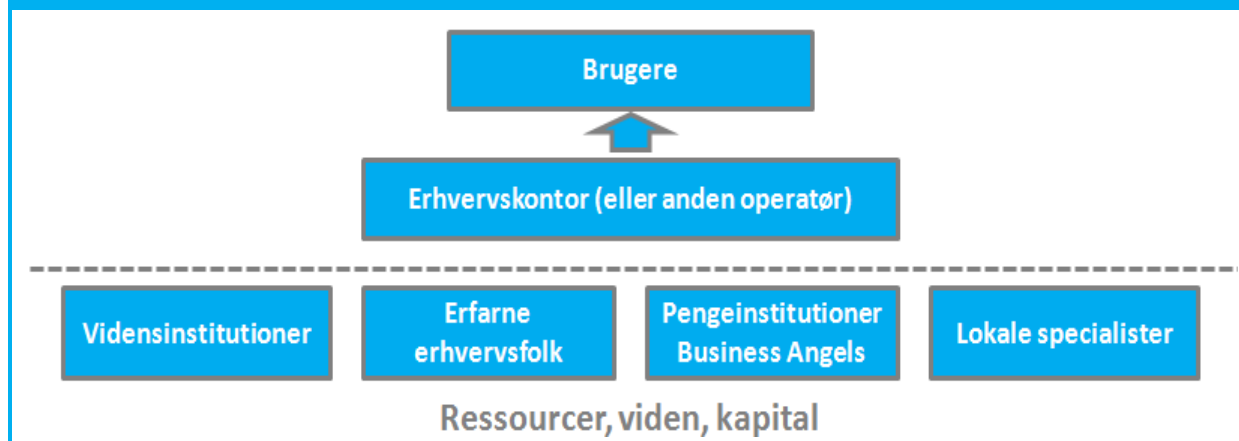 Brugere
Erhvervskontor (eller anden operatør)
Vidensinstitutioner
Erfarne
erhvervsfolk
Pengeinstitutioner
Business Angels
Lokale specialister
Ressourcer, viden, kapital